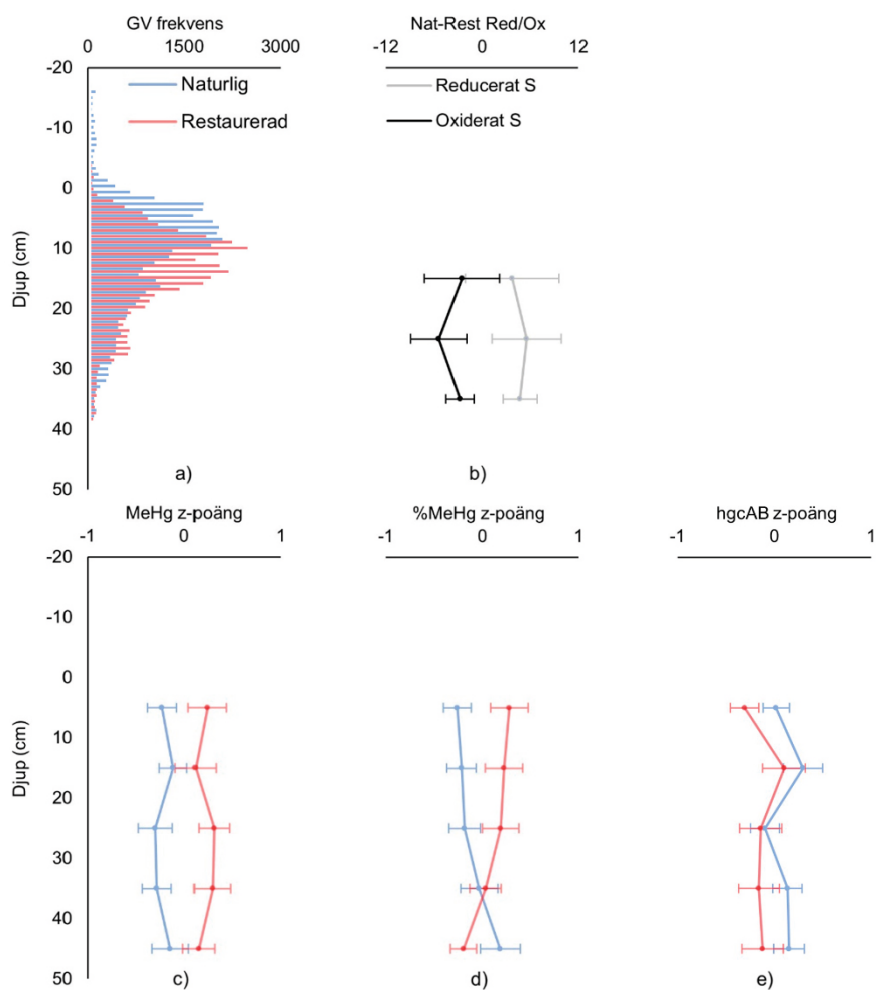 GV frekvens
0 1500 3000
Nat-Rest Red/Ox
-12 0 12
-20
-10
0
10
20
30
40
50
Djup (cm)
Naturlig
Restaurerad
Reducerat S
Oxiderat S
a)
b)
MeHg z-poäng
-1 0 1
%MeHg z-poäng
-1 0 1
hgcAB z-poäng
-1 0 1
-20
-10
0
10
20
30
40
50
Djup (cm)
c)
d)
e)